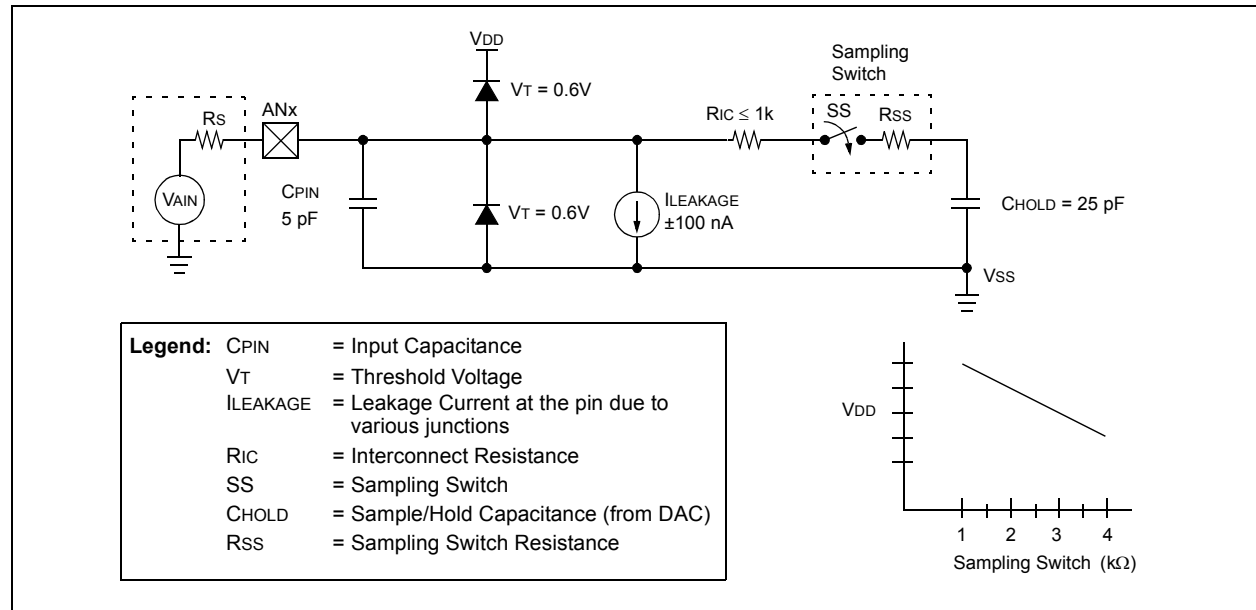 VDD
Sampling
Switch
VT = 0.6V
RS
ANx
RIC ≤ 1k
SS
RSS
VAIN
CPIN
5 pF
VT = 0.6V
ILEAKAGE
±100 nA
CHOLD = 25 pF
VSS
Legend: CPIN = Input Capacitance
VT = Threshold Voltage
ILEAKAGE = Leakage Current at the pin due to
various junctions
RIC = Interconnect Resistance
SS = Sampling Switch
CHOLD = Sample/Hold Capacitance (from DAC)
RSS = Sampling Switch Resistance
VDD
1 2 3 4
Sampling Switch (kΩ)